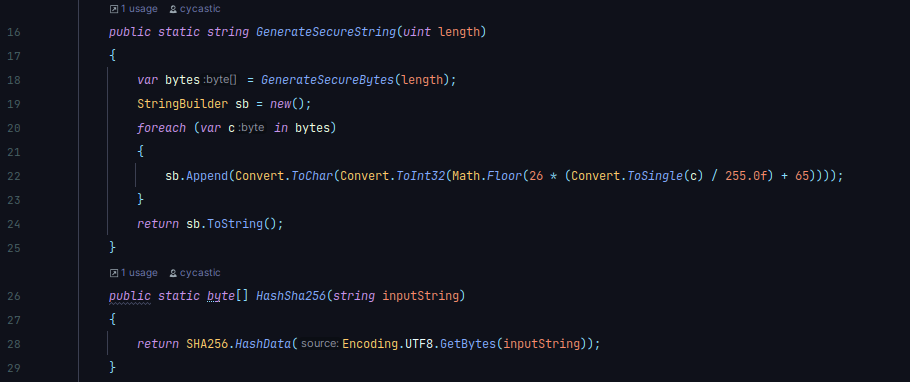 1 usage cycastic
16 public static string GenerateSecureString(uint length)
17 {
18 var bytes :byte[] = GenerateSecureBytes(length);
19 StringBuilder sb = new();
20 foreach (var c :byte in bytes)
21 {
22 sb.Append(Convert.ToChar(Convert.ToInt32(Math.Floor(26 * (Convert.ToSingle(c) / 255.0f) + 65))));
23 }
24 return sb.ToString();
25 }
1 usage cycastic
26 public static byte[] HashSha256(string inputString)
27 {
28 return SHA256.HashData( source: Encoding.UTF8.GetBytes(inputString));
29 }